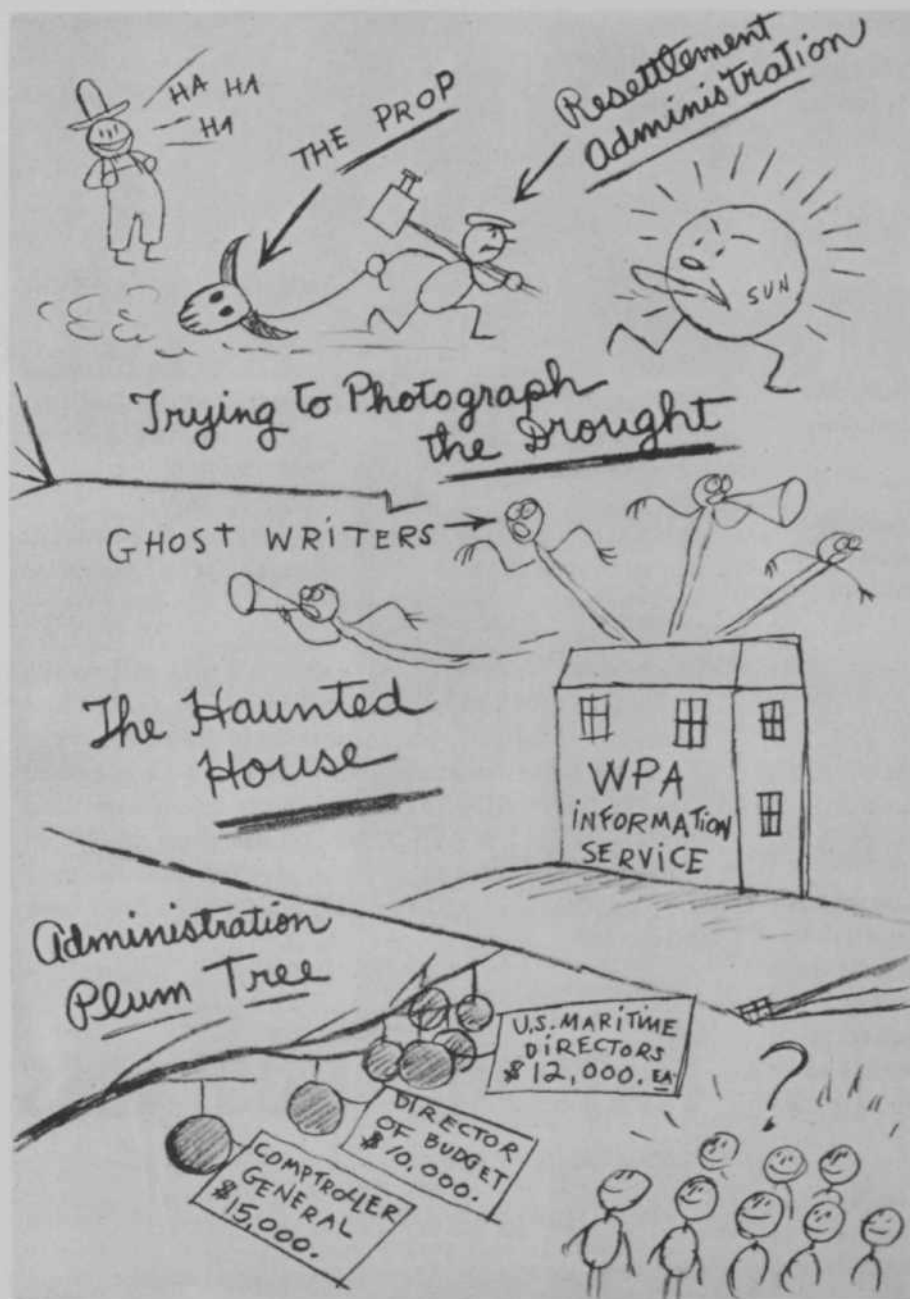 HA HA
HA
THE PROP
Resettlement
Administration
SUN
Trying to Photograph
the Drought
GHOST WRITERS
The Haunted
House
WPA
INFORMATION
SERVICE
Administration
Plum Tree
U.S. MARITIME
DIRECTORS
$12,000. EA.
DIRECTOR
OF BUDGET
$10,000.
COMPTROLLER
GENERAL
$15,000.
?